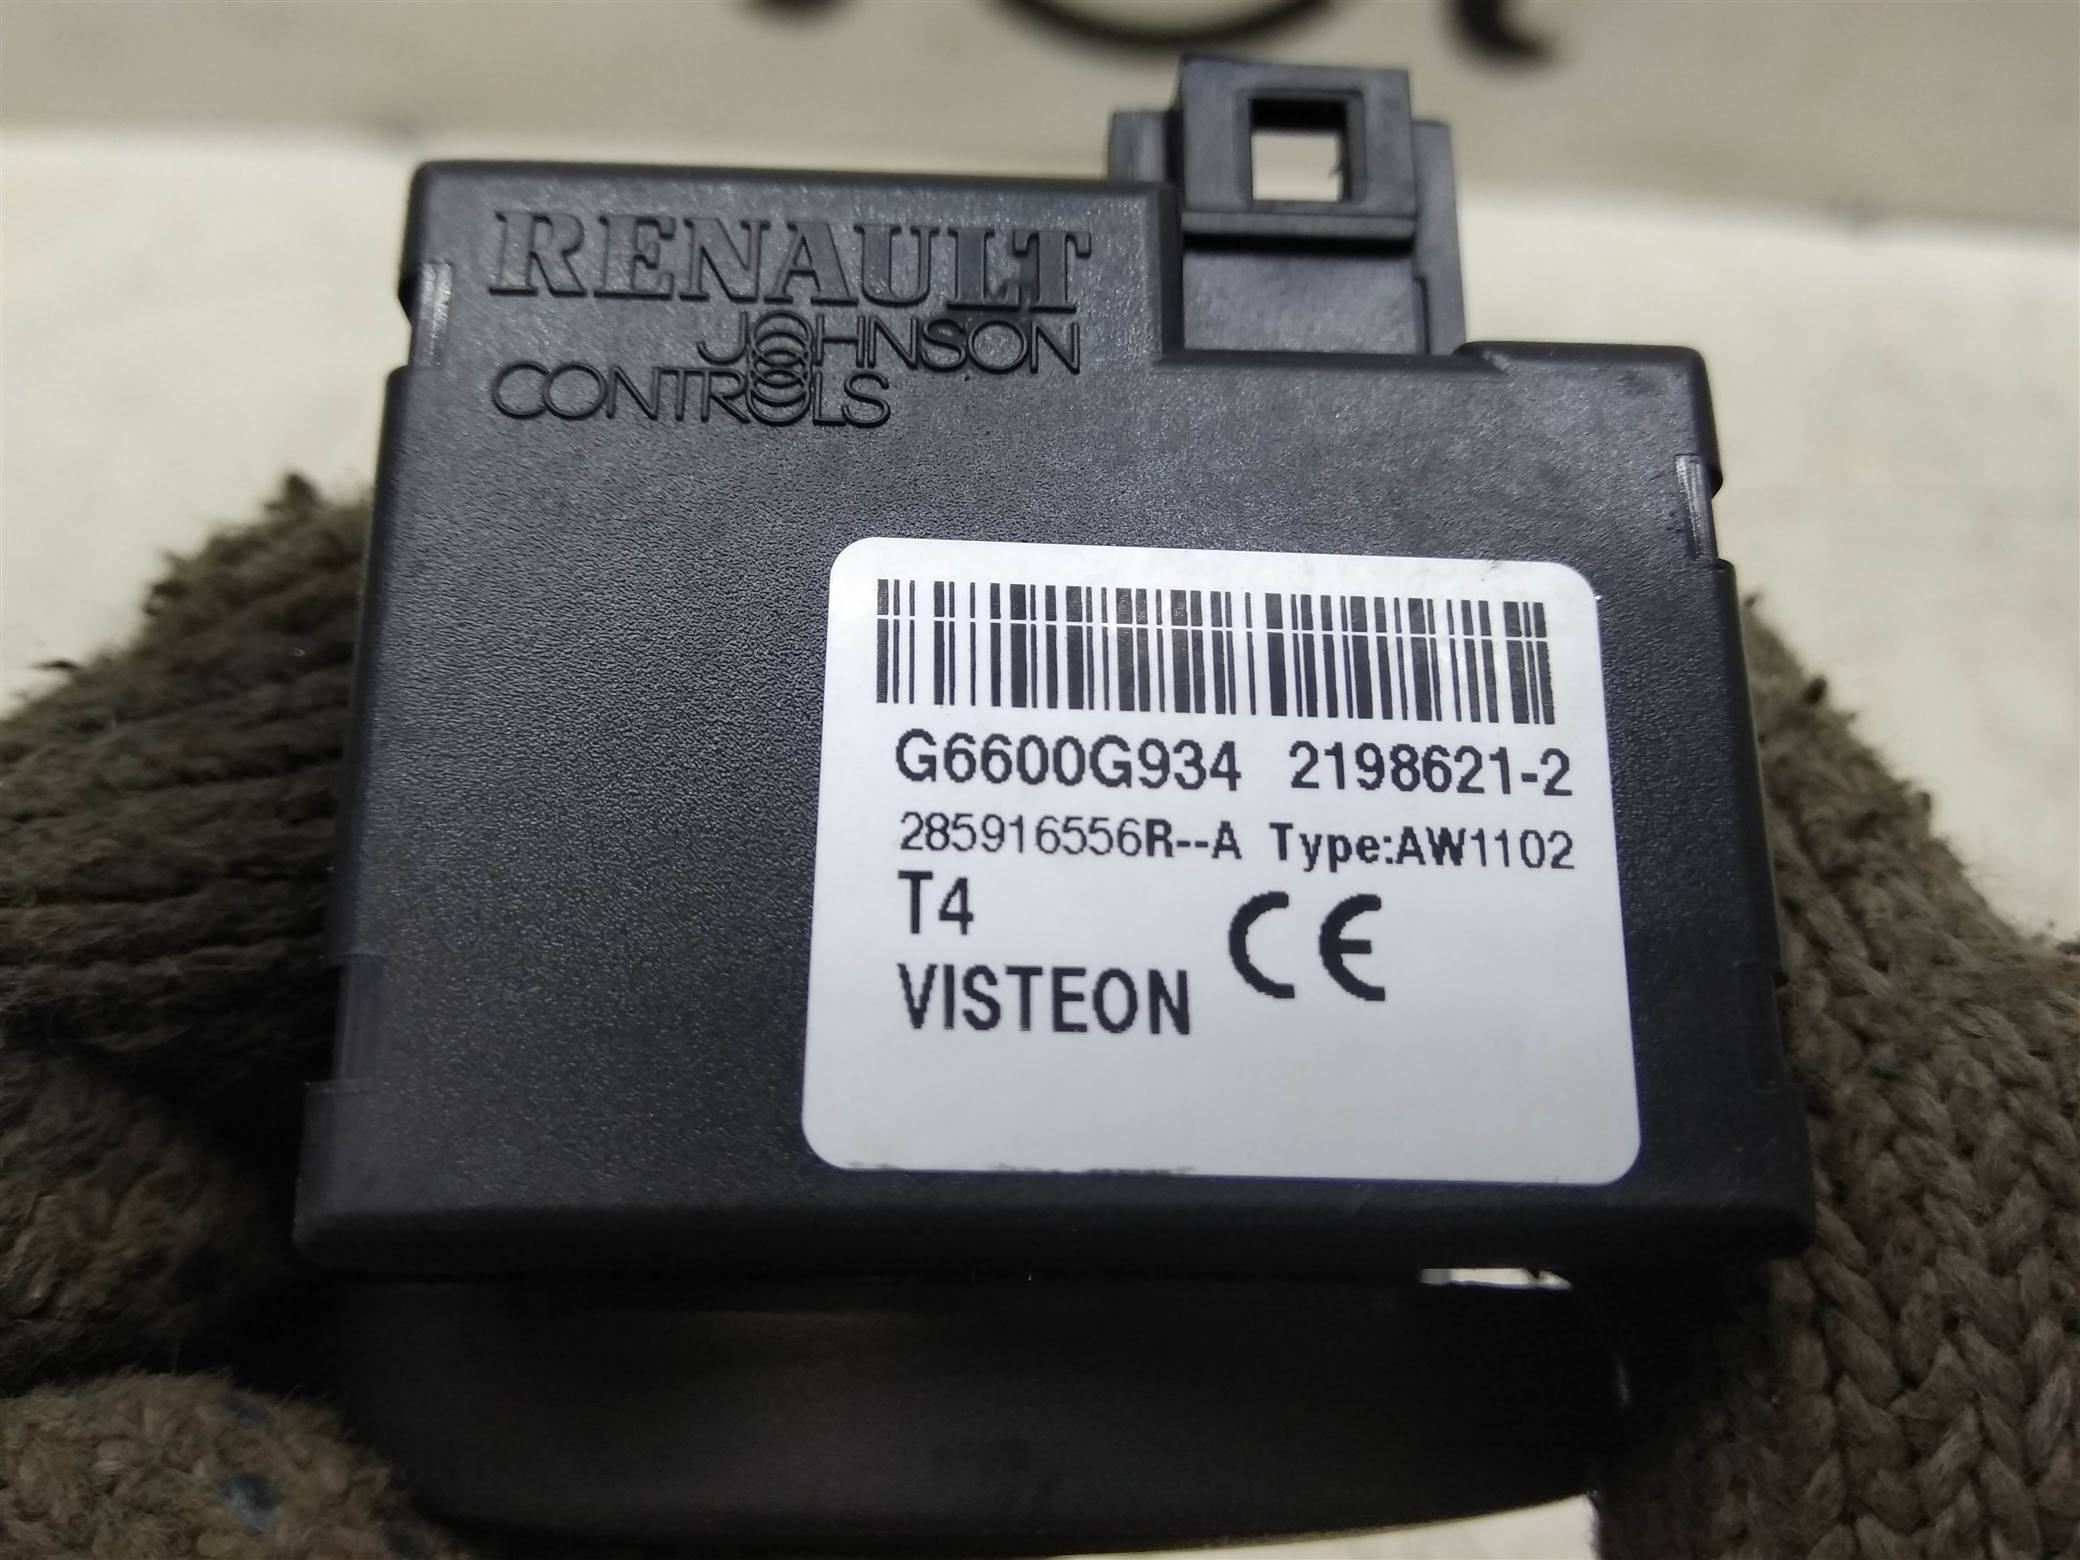 RENAULT
JOHNSON
CONTROLS
G6600G934 2198621-2
285916556R--A Type:AW1102
T4
CE
VISTEON